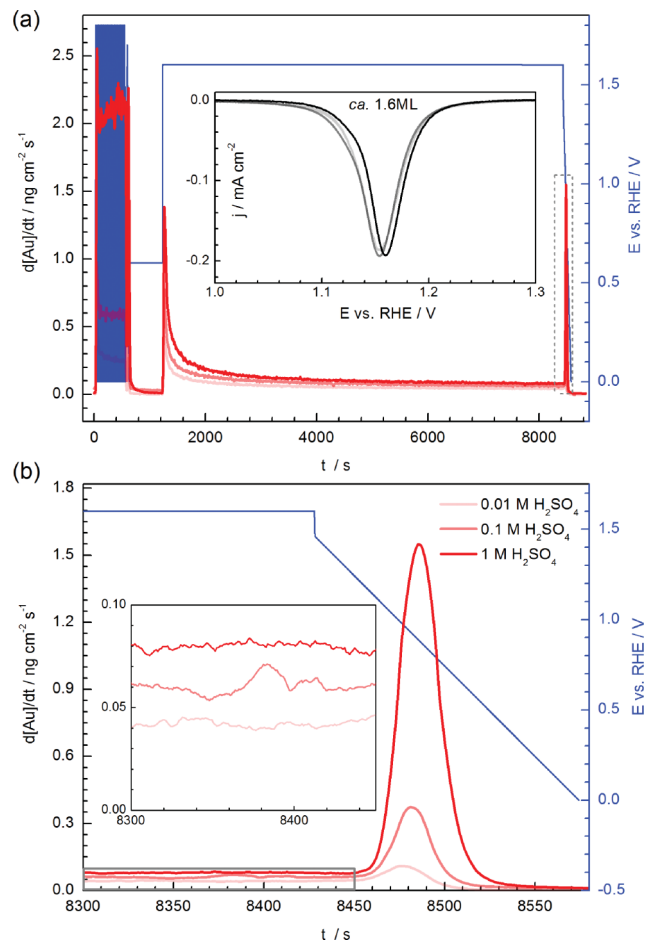 (a)
d[Au]/dt / ng cm⁻² s⁻¹
2.5
2.0
1.5
1.0
0.5
0.0
0 2000 4000 6000 8000
t / s
1.5
1.0
0.5
0.0
E vs. RHE / V
ca. 1.6ML
j / mA cm⁻²
0.0
-0.1
-0.2
1.0 1.1 1.2 1.3
E vs. RHE / V
(b)
d[Au]/dt / ng cm⁻² s⁻¹
1.8
1.5
1.2
0.9
0.6
0.3
0.0
8300 8350 8400 8450 8500 8550
t / s
1.5
1.0
0.5
0.0
-0.5
E vs. RHE / V
0.01 M H₂SO₄
0.1 M H₂SO₄
1 M H₂SO₄
0.10
0.05
0.00
8300 8400